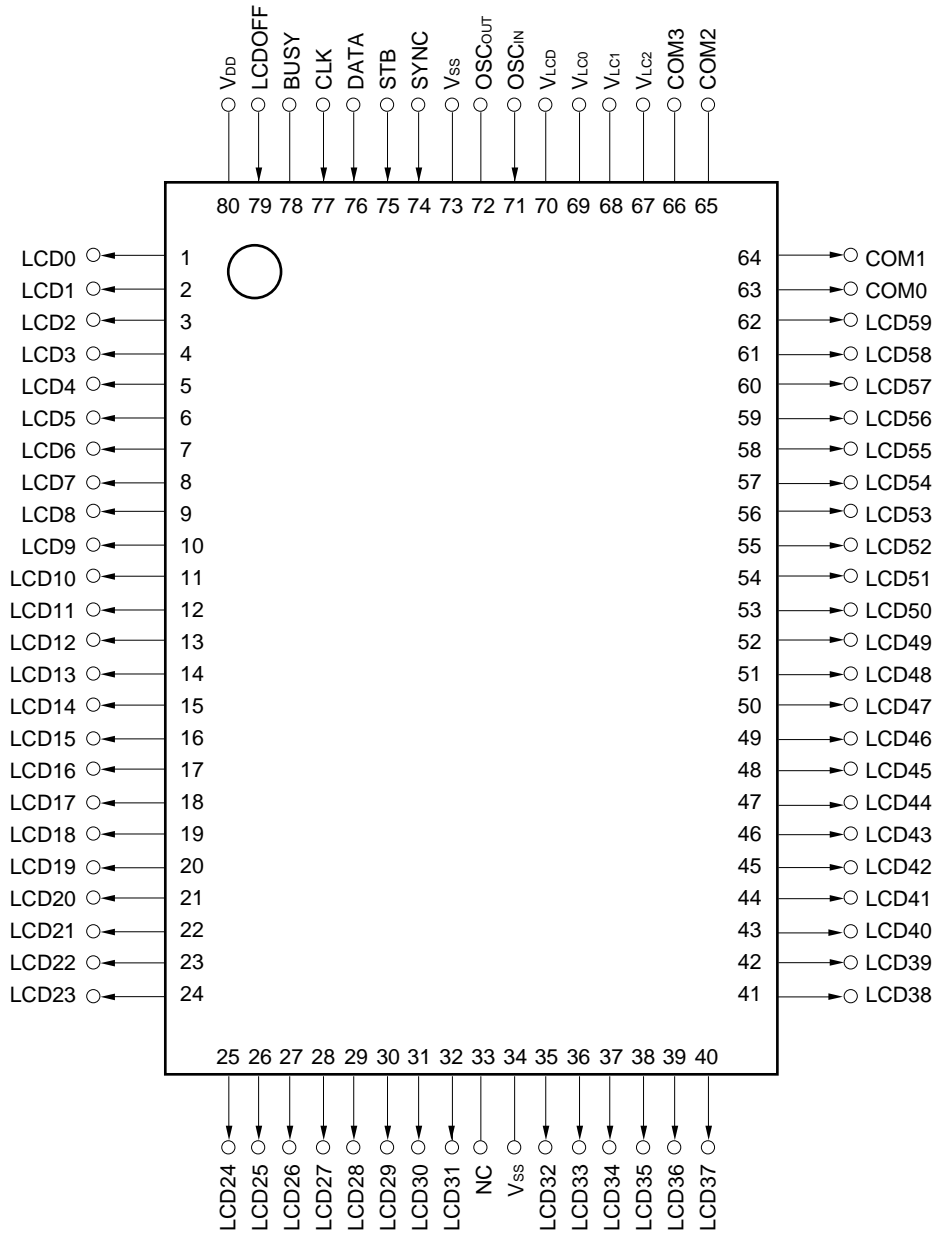 VDD LCDOFF BUSY CLK DATA STB SYNC VSS OSCOUT OSCIN VLCD VLC0 VLC1 VLC2 COM3 COM2
80 79 78 77 76 75 74 73 72 71 70 69 68 67 66 65
LCD0 1 64 COM1
LCD1 2 63 COM0
LCD2 3 62 LCD59
LCD3 4 61 LCD58
LCD4 5 60 LCD57
LCD5 6 59 LCD56
LCD6 7 58 LCD55
LCD7 8 57 LCD54
LCD8 9 56 LCD53
LCD9 10 55 LCD52
LCD10 11 54 LCD51
LCD11 12 53 LCD50
LCD12 13 52 LCD49
LCD13 14 51 LCD48
LCD14 15 50 LCD47
LCD15 16 49 LCD46
LCD16 17 48 LCD45
LCD17 18 47 LCD44
LCD18 19 46 LCD43
LCD19 20 45 LCD42
LCD20 21 44 LCD41
LCD21 22 43 LCD40
LCD22 23 42 LCD39
LCD23 24 41 LCD38
25 26 27 28 29 30 31 32 33 34 35 36 37 38 39 40
LCD24 LCD25 LCD26 LCD27 LCD28 LCD29 LCD30 LCD31 NC VSS LCD32 LCD33 LCD34 LCD35 LCD36 LCD37